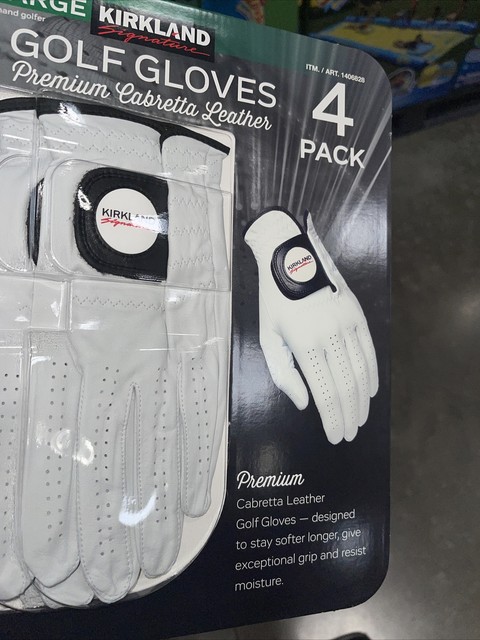 ARGE
hand golfer
KIRKLAND
Signature
GOLF GLOVES
Premium Cabretta Leather
ITM. / ART. 1406828
4
PACK
KIRKLAND
Signature
KIRKLAND
Signature
Premium
Cabretta Leather
Golf Gloves — designed
to stay softer longer, give
exceptional grip and resist
moisture.